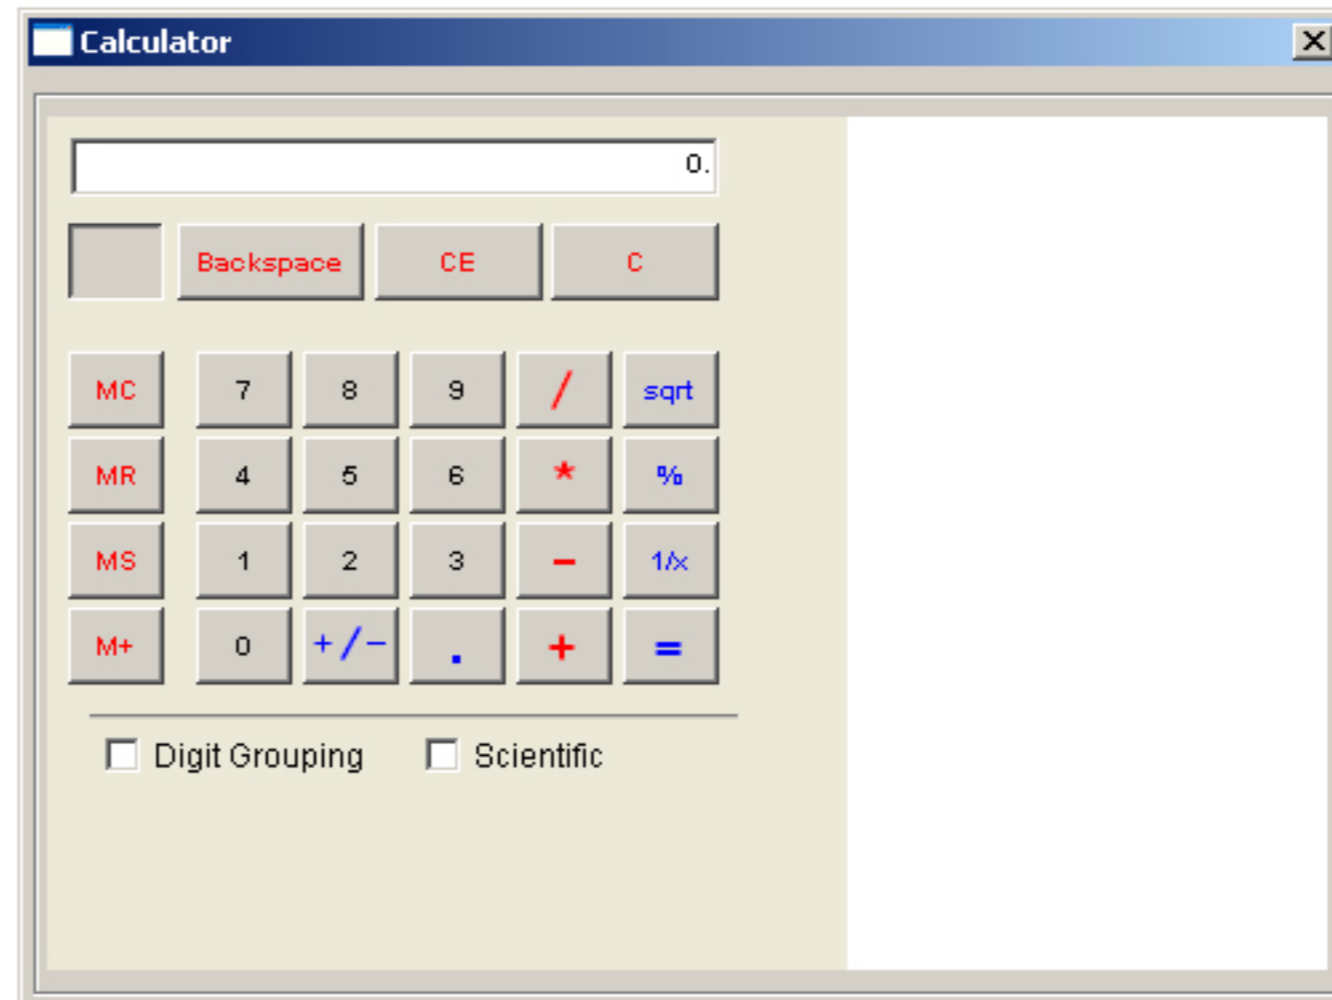 Calculator
0.
Backspace CE C
MC 7 8 9 / sqrt
MR 4 5 6 * %
MS 1 2 3 - 1/x
M+ 0 +/- . + =
Digit Grouping Scientific